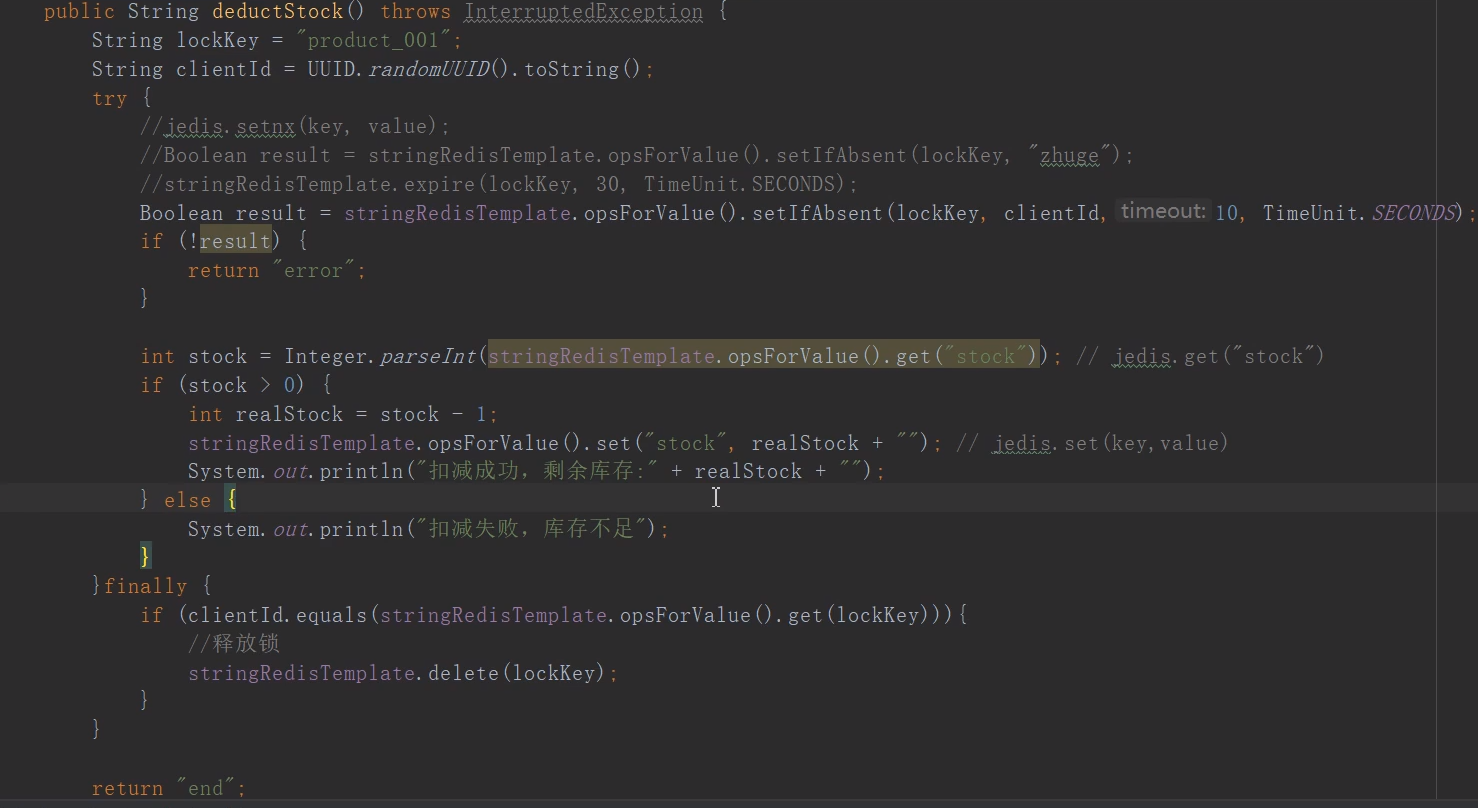 public String deductStock() throws InterruptedException {
String lockKey = "product_001";
String clientId = UUID.randomUUID().toString();
try {
//jedis.setnx(key, value);
//Boolean result = stringRedisTemplate.opsForValue().setIfAbsent(lockKey, "zhuge");
//stringRedisTemplate.expire(lockKey, 30, TimeUnit.SECONDS);
Boolean result = stringRedisTemplate.opsForValue().setIfAbsent(lockKey, clientId, timeout: 10, TimeUnit.SECONDS);
if (!result) {
return "error";
}
int stock = Integer.parseInt(stringRedisTemplate.opsForValue().get("stock")); // jedis.get("stock")
if (stock > 0) {
int realStock = stock - 1;
stringRedisTemplate.opsForValue().set("stock", realStock + ""); // jedis.set(key,value)
System.out.println("扣减成功，剩余库存:" + realStock + "");
} else {
System.out.println("扣减失败，库存不足");
}
}finally {
if (clientId.equals(stringRedisTemplate.opsForValue().get(lockKey))){
//释放锁
stringRedisTemplate.delete(lockKey);
}
}
return "end";